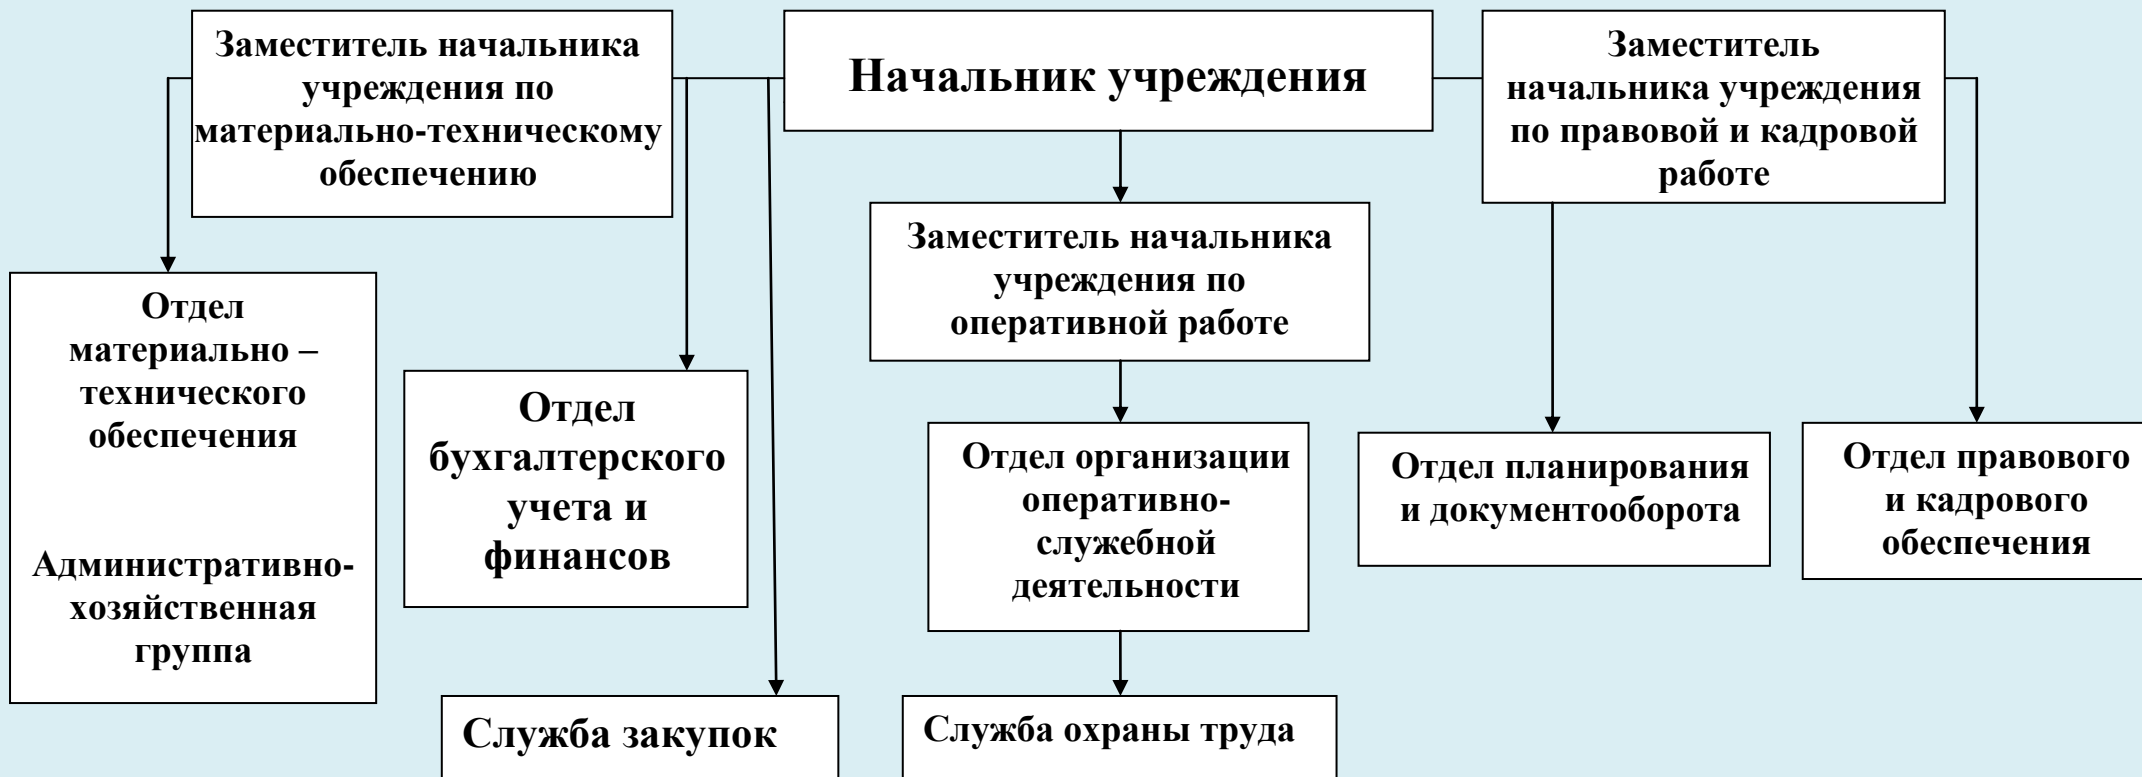 Заместитель начальника
учреждения по
материально-техническому
обеспечению
Начальник учреждения
Заместитель
начальника учреждения
по правовой и кадровой
работе
Заместитель начальника
учреждения по
оперативной работе
Отдел
материально –
технического
обеспечения
Административно-
хозяйственная
группа
Отдел
бухгалтерского
учета и
финансов
Отдел организации
оперативно-
служебной
деятельности
Отдел планирования
и документооборота
Отдел правового
и кадрового
обеспечения
Служба закупок
Служба охраны труда